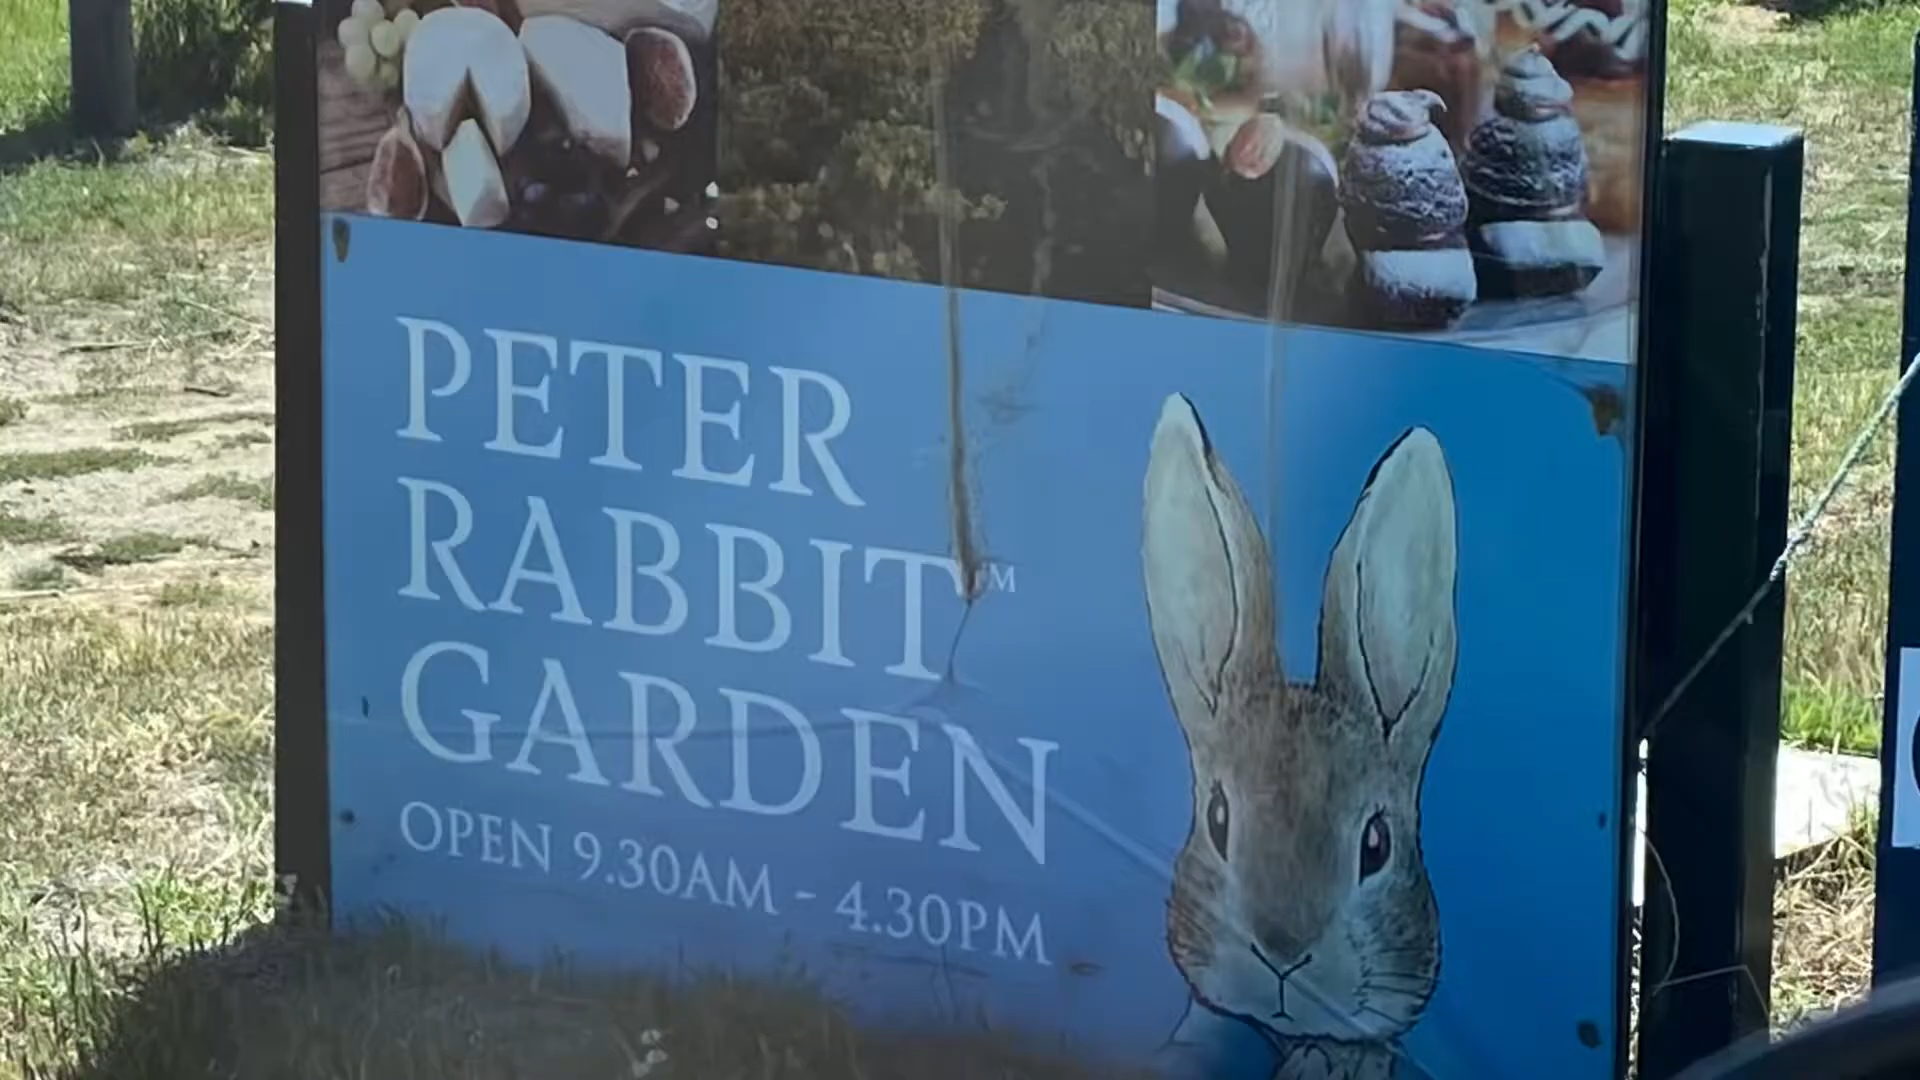 PETER
RABBIT™
GARDEN
OPEN 9.30AM - 4.30PM